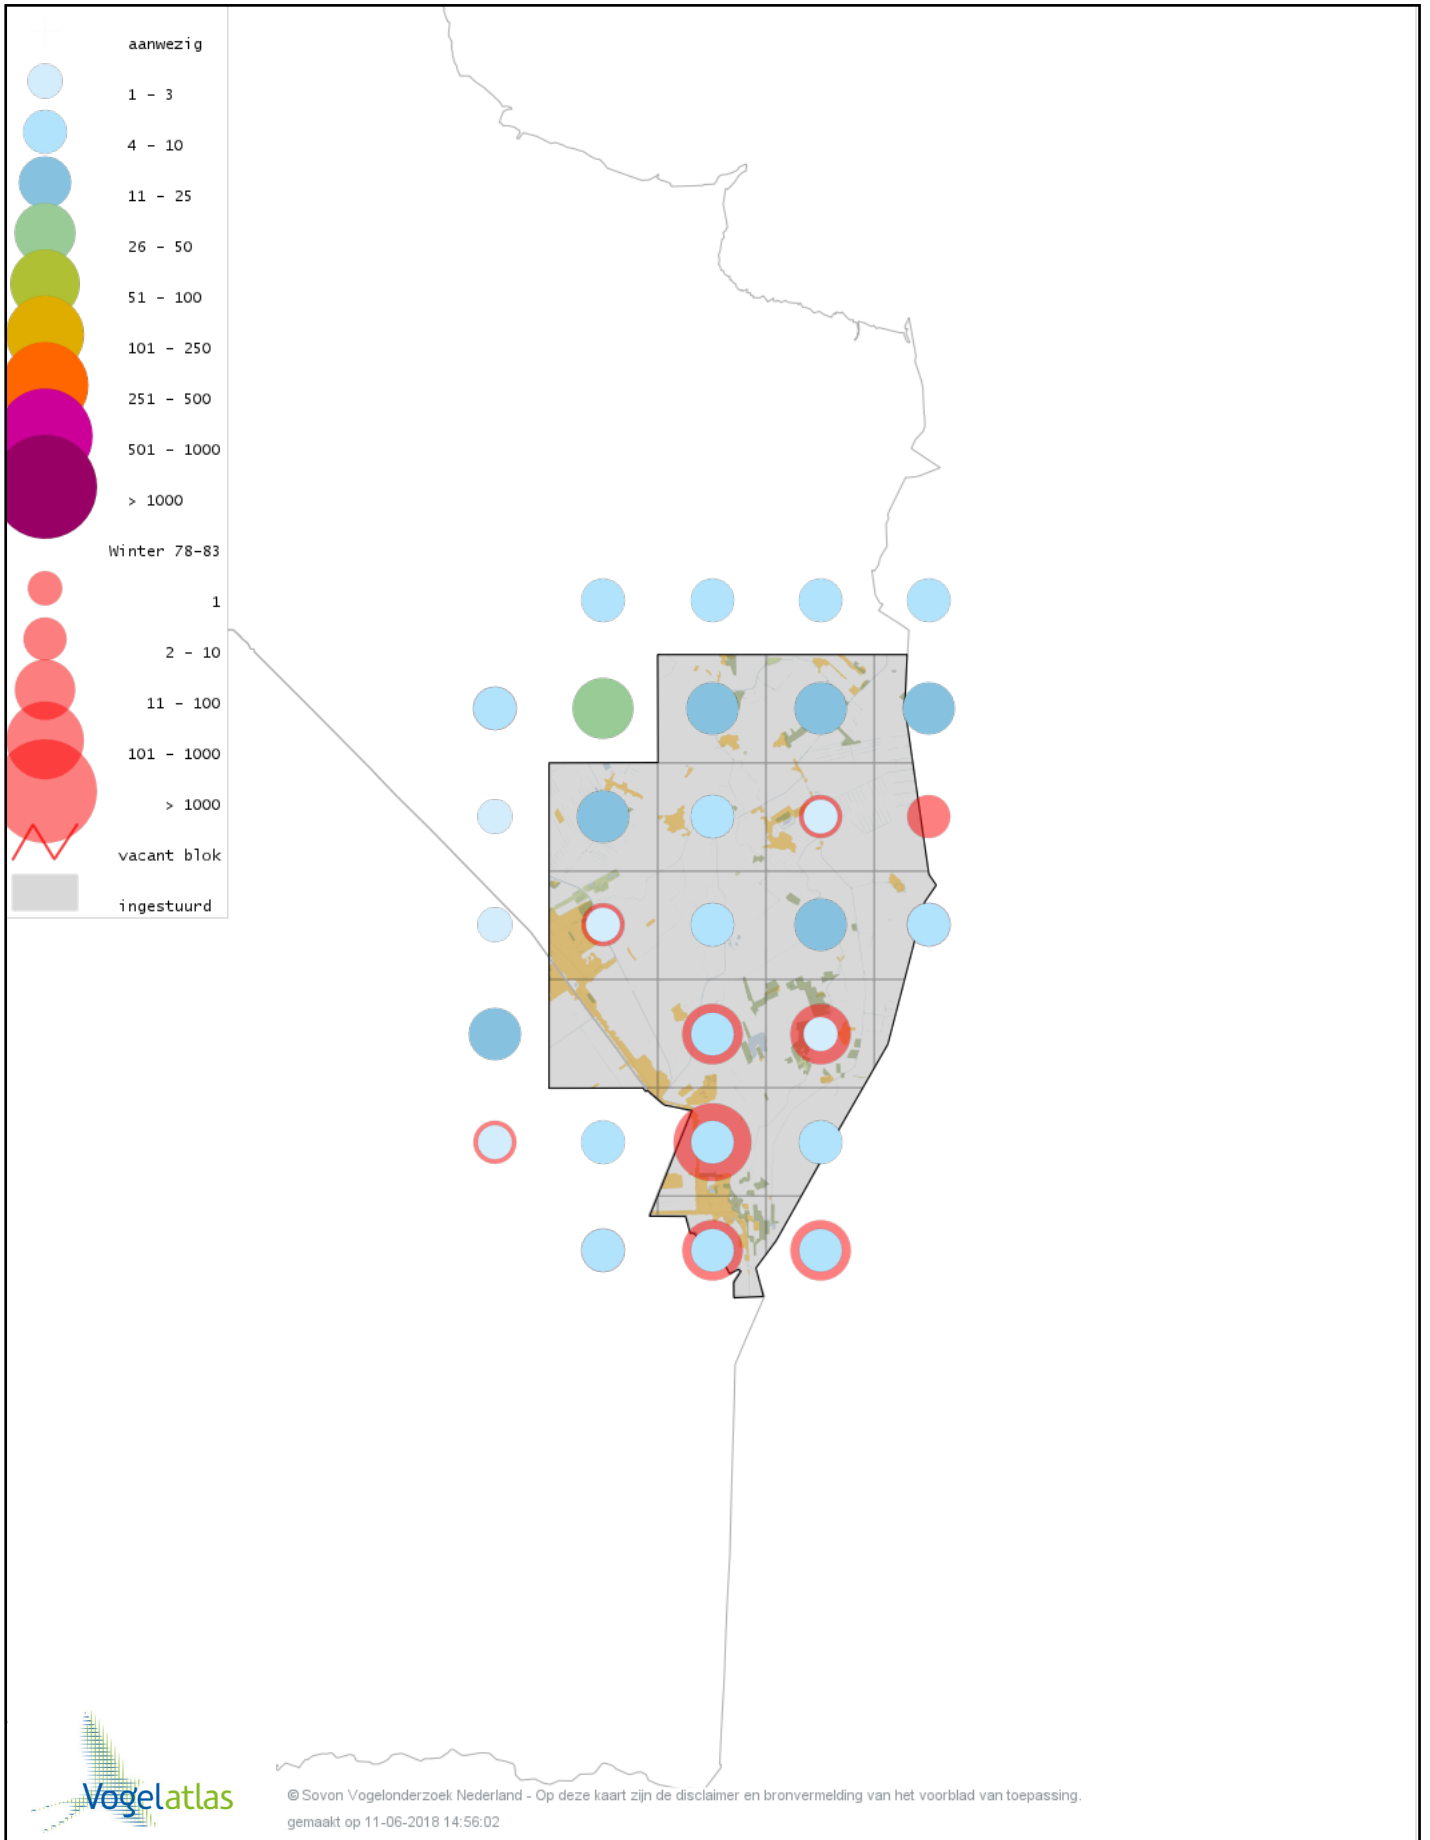 aanwezig
1 - 3
4 - 10
11 - 25
26 - 50
51 - 100
101 - 250
251 - 500
501 - 1000
> 1000
Winter 78-83
1
2 - 10
11 - 100
101 - 1000
> 1000
vacant blok
ingestuurd
Vogelatlas
© Sovon Vogelonderzoek Nederland - Op deze kaart zijn de disclaimer en bronvermelding van het voorblad van toepassing.
gemaakt op 11-06-2018 14:56:02